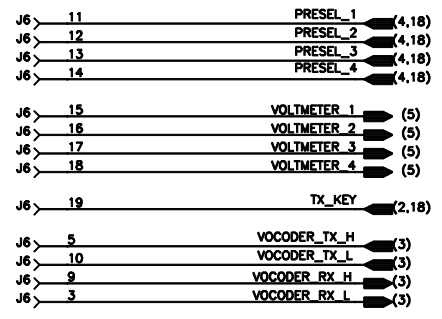 J6 11 PRESEL_1 (4,18)
J6 12 PRESEL_2 (4,18)
J6 13 PRESEL_3 (4,18)
J6 14 PRESEL_4 (4,18)
J6 15 VOLTMETER_1 (5)
J6 16 VOLTMETER_2 (5)
J6 17 VOLTMETER_3 (5)
J6 18 VOLTMETER_4 (5)
J6 19 TX_KEY (2,18)
J6 5 VOCODER_TX_H (3)
J6 10 VOCODER_TX_L (3)
J6 9 VOCODER_RX_H (3)
J6 3 VOCODER_RX_L (3)